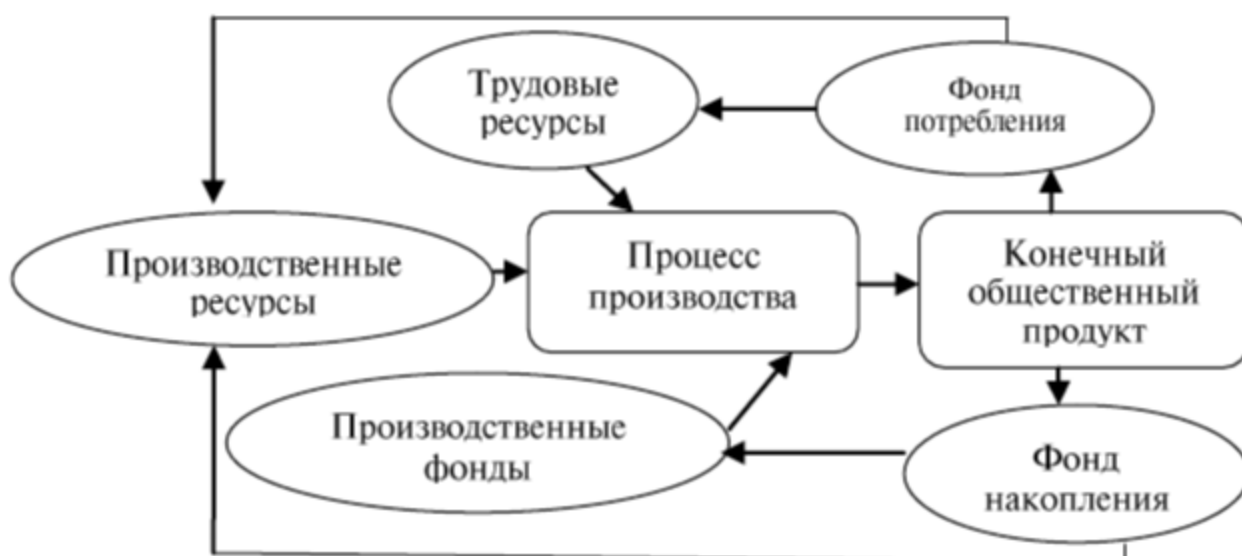 Трудовые
ресурсы
Фонд
потребления
Производственные
ресурсы
Процесс
производства
Конечный
общественный
продукт
Производственные
фонды
Фонд
накопления